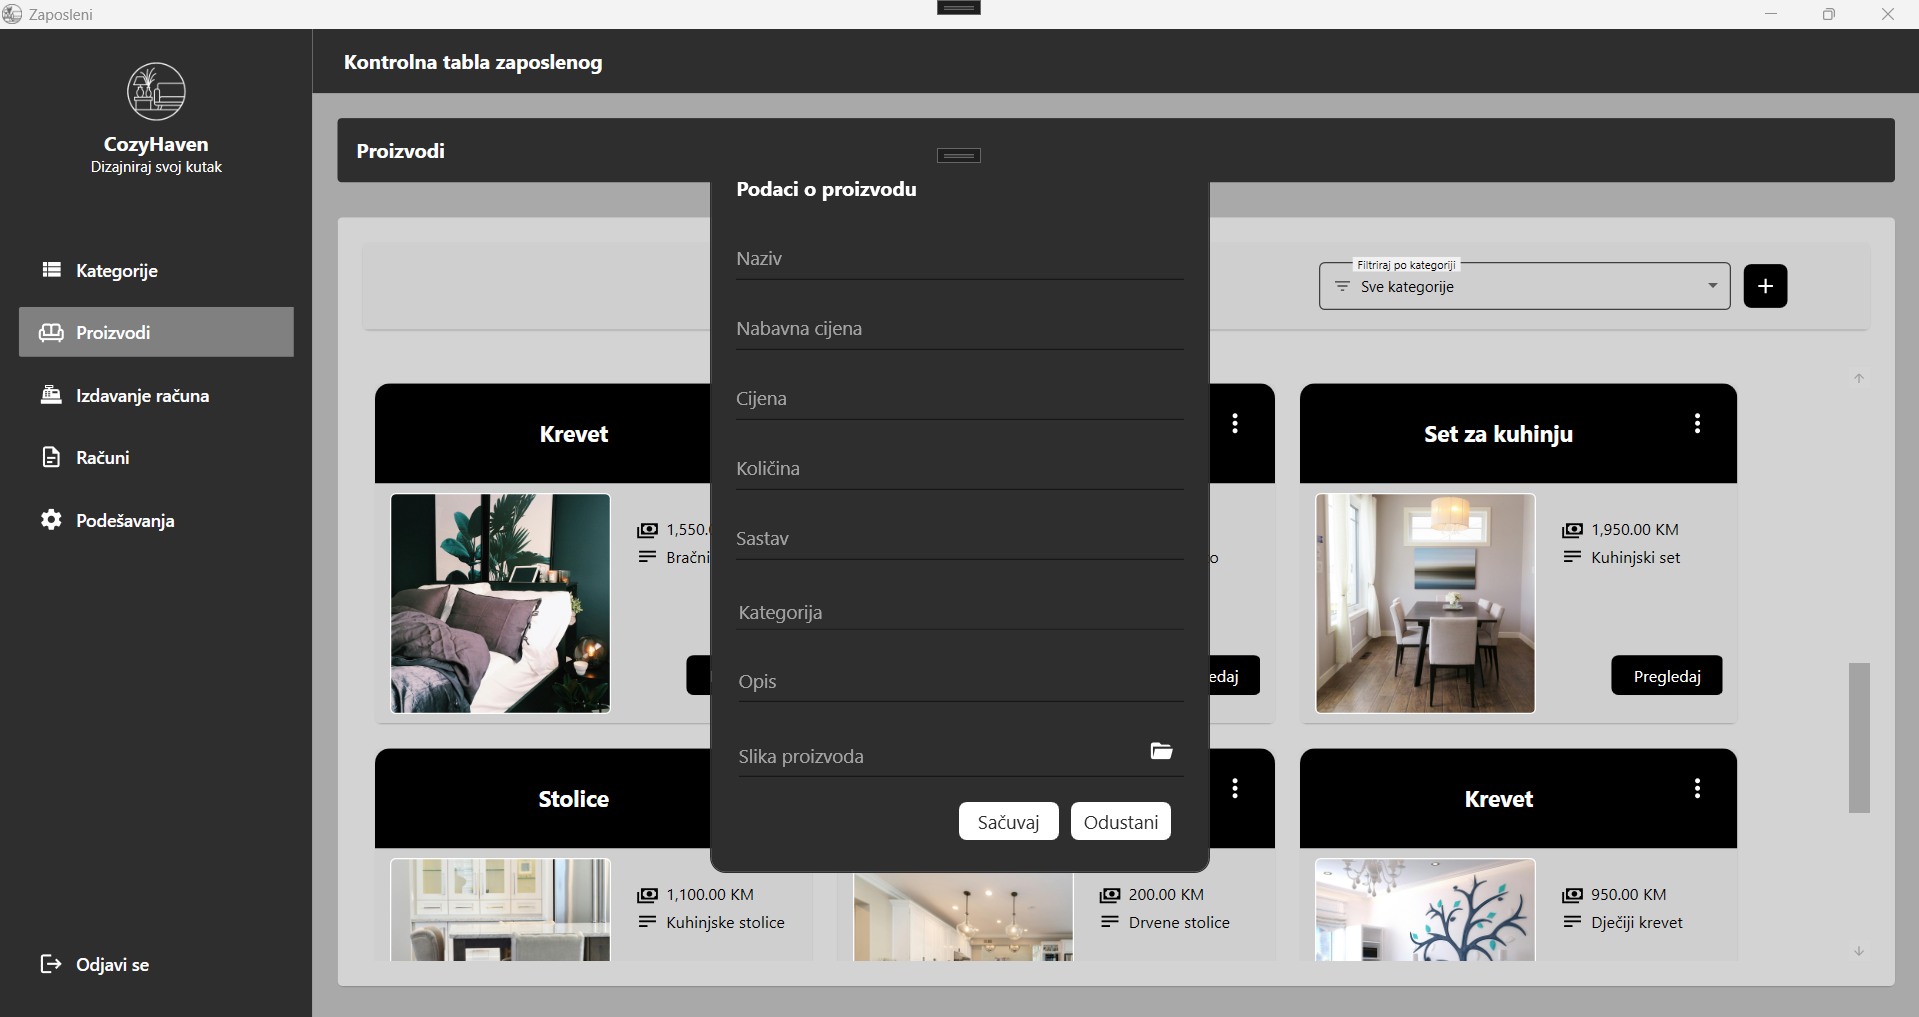 Zaposleni
CozyHaven
Dizajniraj svoj kutak
Kategorije
Proizvodi
Izdavanje računa
Računi
Podešavanja
Odjavi se
Kontrolna tabla zaposlenog
Proizvodi
Filtriraj po kategoriji
Sve kategorije
Krevet
1,550.
Bračni
Set za kuhinju
1,950.00 KM
Kuhinjski set
Pregledaj
Stolice
1,100.00 KM
Kuhinjske stolice
200.00 KM
Drvene stolice
Krevet
950.00 KM
Dječiji krevet
Podaci o proizvodu
Naziv
Nabavna cijena
Cijena
Količina
Sastav
Kategorija
Opis
Slika proizvoda
Sačuvaj
Odustani